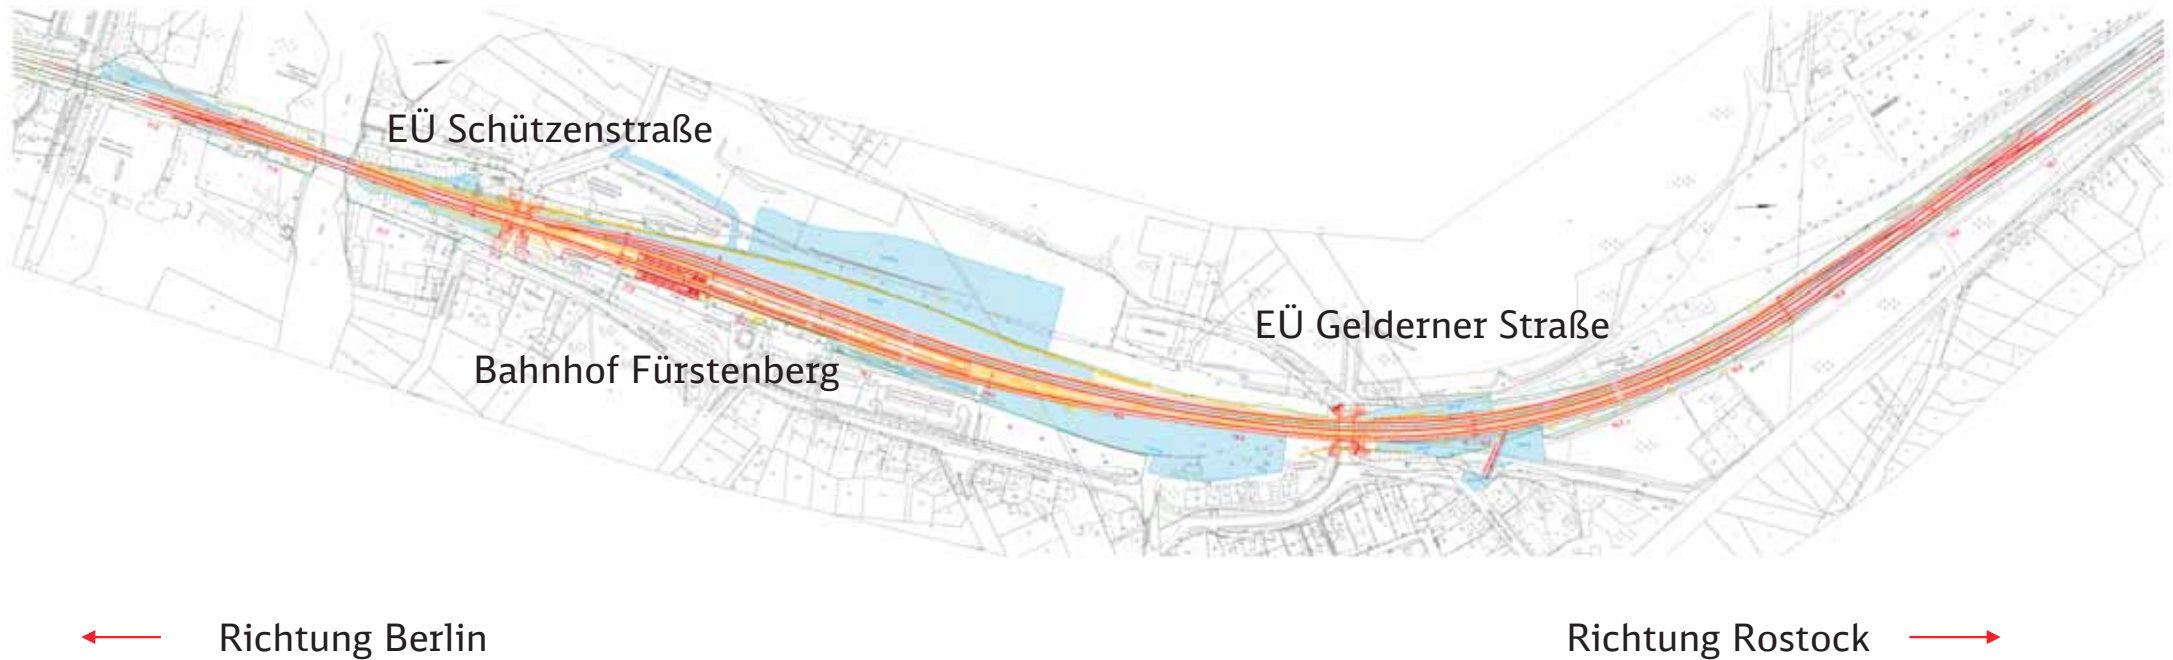 EÜ Schützenstraße
EÜ Gelderner Straße
Bahnhof Fürstenberg
Richtung Berlin
Richtung Rostock